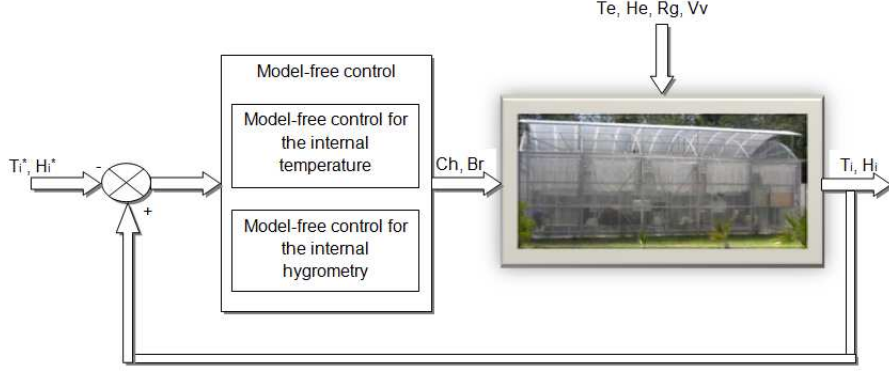 Te, He, Rg, Vv
Model-free control
Model-free control for
the internal
temperature
Ti*, Hi*
-
+
Ch, Br
Ti, Hi
Model-free control for
the internal
hygrometry